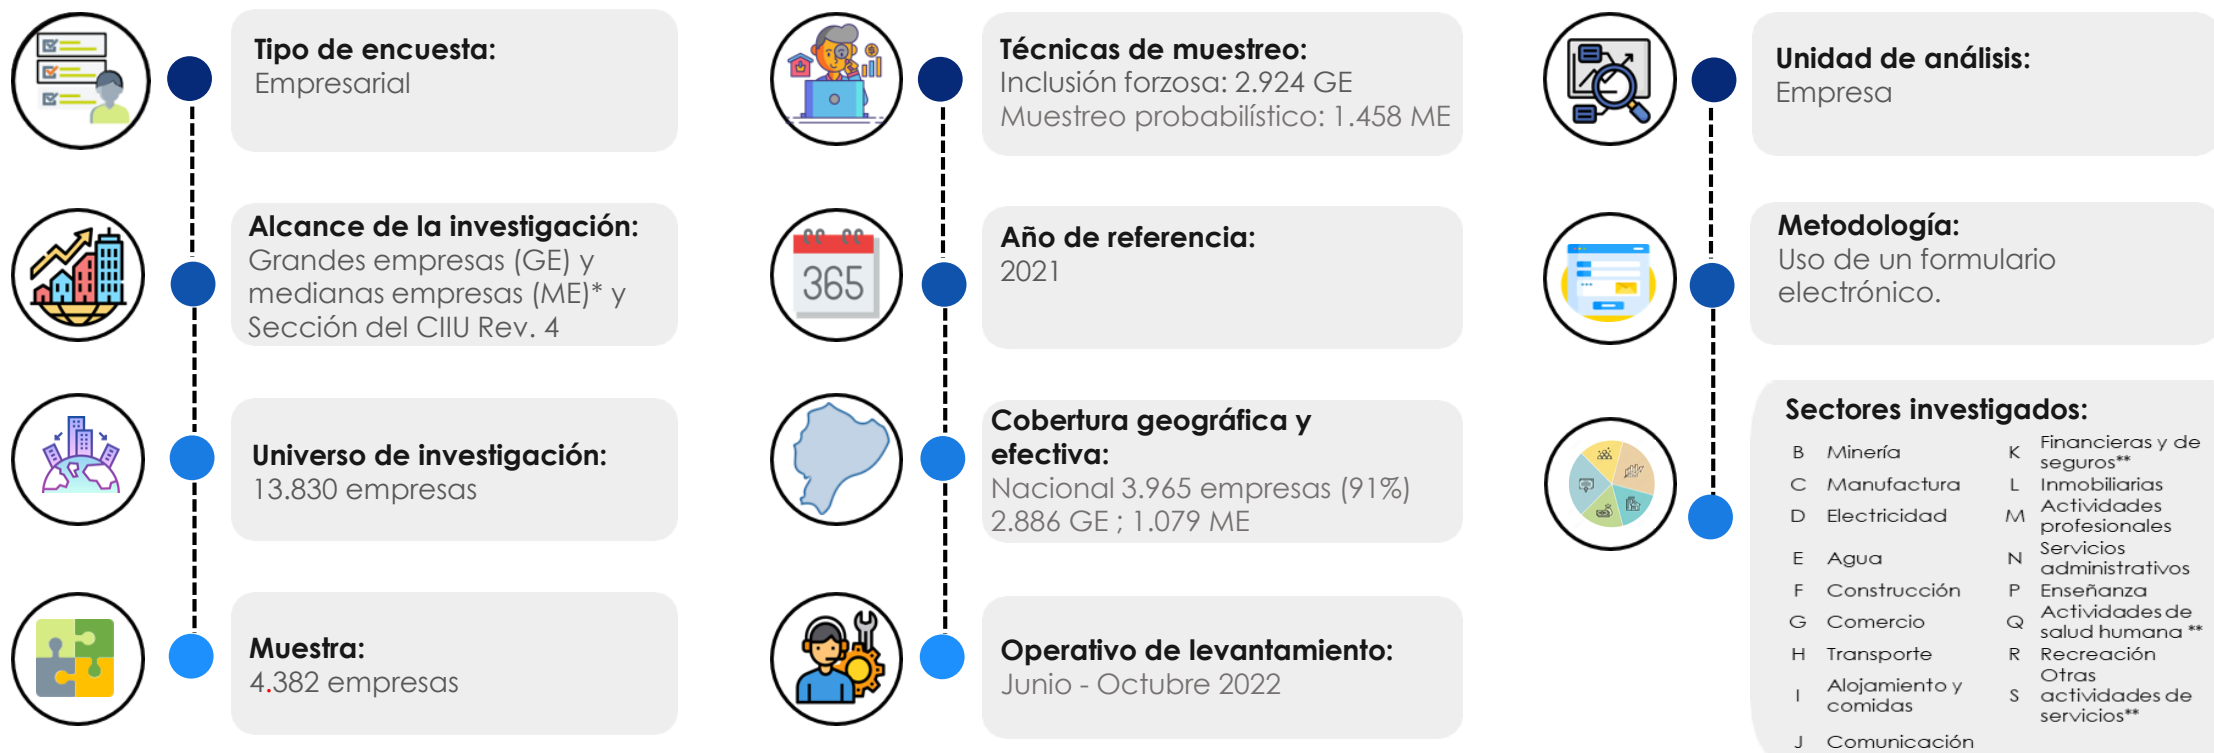 Tipo de encuesta:
Empresarial
Alcance de la investigación:
Grandes empresas (GE) y
medianas empresas (ME)* y
Sección del CIIU Rev. 4
Universo de investigación:
13.830 empresas
Muestra:
4.382 empresas
Técnicas de muestreo:
Inclusión forzosa: 2.924 GE
Muestreo probabilístico: 1.458 ME
365
Año de referencia:
2021
Cobertura geográfica y
efectiva:
Nacional 3.965 empresas (91%)
2.886 GE ; 1.079 ME
Operativo de levantamiento:
Junio - Octubre 2022
Unidad de análisis:
Empresa
Metodología:
Uso de un formulario
electrónico.
Sectores investigados:
B Minería
C Manufactura
D Electricidad
E Agua
F Construcción
G Comercio
H Transporte
I Alojamiento y
comidas
J Comunicación
K Financieras y de
seguros**
L Inmobiliarias
M Actividades
profesionales
N Servicios
administrativos
P Enseñanza
Q Actividades de
salud humana **
R Recreación
S Otras
actividades de
servicios**